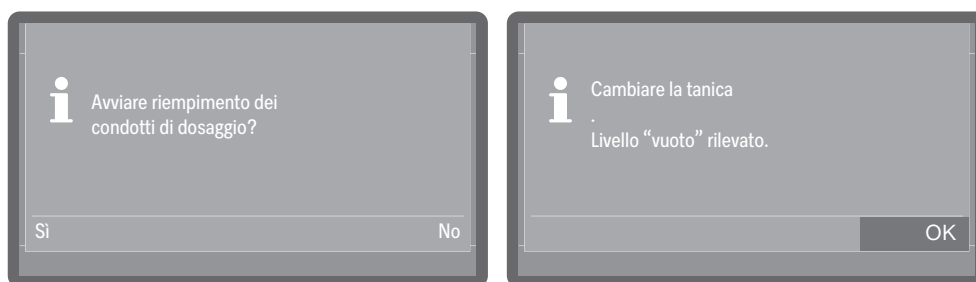 Avviare riempimento dei
condotti di dosaggio?
Sì
No
Cambiare la tanica
.
Livello “vuoto” rilevato.
OK